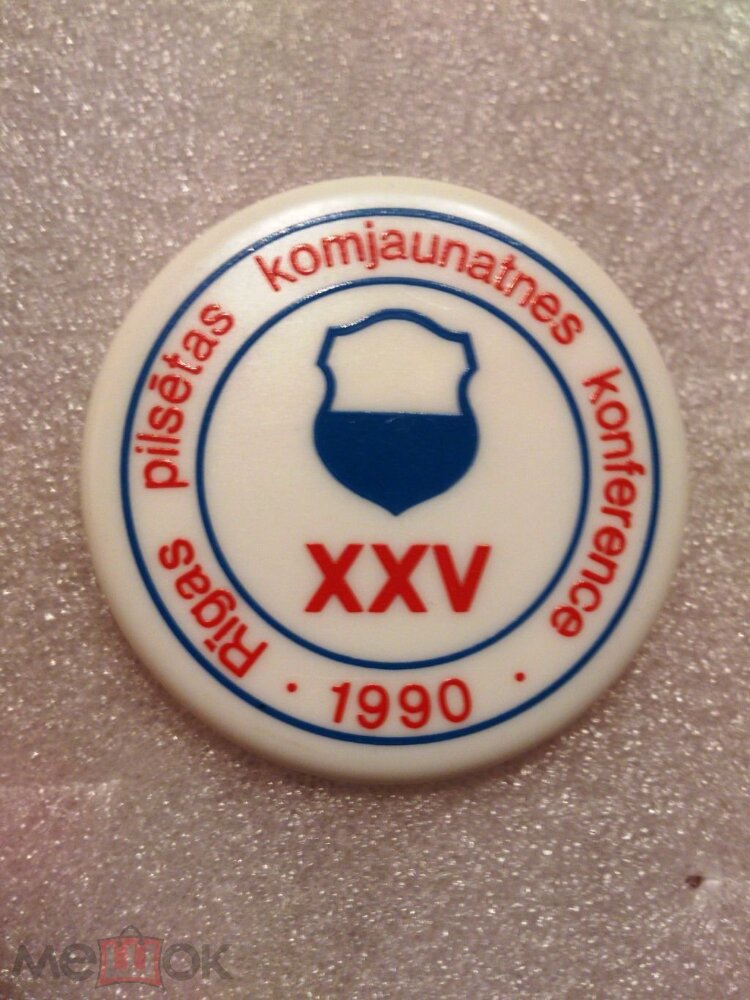 Rīgas pilsētas komjaunatnes konference
XXV
· 1990 ·
мешок